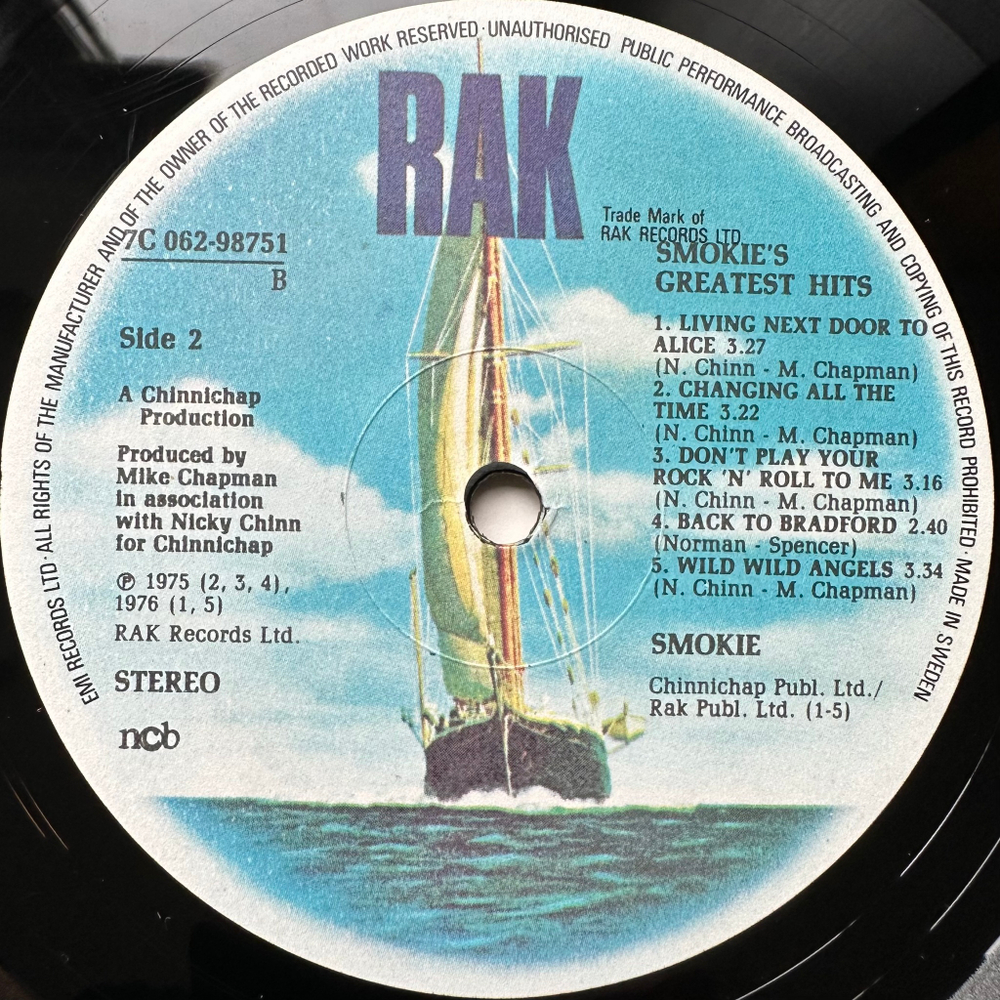 EMI RECORDS LTD · ALL RIGHTS OF THE MANUFACTURER AND OF THE OWNER OF THE RECORDED WORK RESERVED · UNAUTHORISED PUBLIC PERFORMANCE BROADCASTING AND COPYING OF THIS RECORD PROHIBITED · MADE IN SWEDEN
RAK
Trade Mark of
RAK RECORDS LTD.
7C 062-98751
B
Side 2
A Chinnichap
Production
Produced by
Mike Chapman
in association
with Nicky Chinn
for Chinnichap
℗ 1975 (2, 3, 4),
1976 (1, 5)
RAK Records Ltd.
STEREO
ncb
SMOKIE'S
GREATEST HITS
1. LIVING NEXT DOOR TO
ALICE 3.27
(N. Chinn - M. Chapman)
2. CHANGING ALL THE
TIME 3.22
(N. Chinn - M. Chapman)
3. DON'T PLAY YOUR
ROCK 'N' ROLL TO ME 3.16
(N. Chinn - M. Chapman)
4. BACK TO BRADFORD 2.40
(Norman - Spencer)
5. WILD WILD ANGELS 3.34
(N. Chinn - M. Chapman)
SMOKIE
Chinnichap Publ. Ltd./
Rak Publ. Ltd. (1-5)